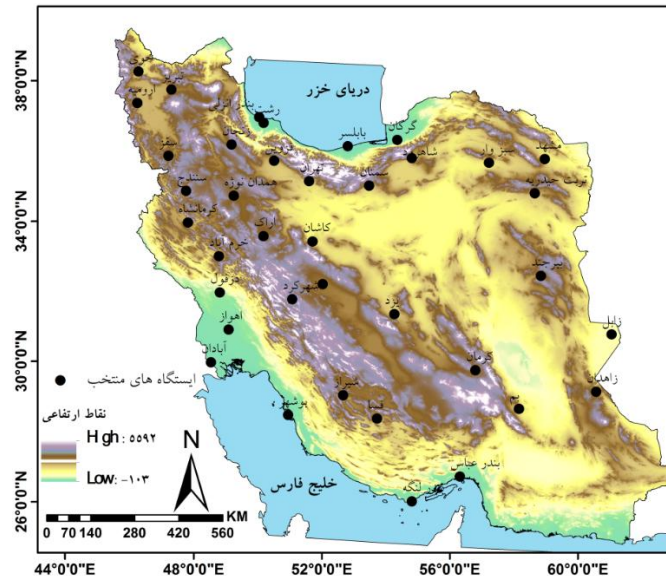 38°0'0"N
34°0'0"N
30°0'0"N
26°0'0"N
44°0'0"E
48°0'0"E
52°0'0"E
56°0'0"E
60°0'0"E
دریای خزر
خوی
تبریز
ارومیه
بندر انزلی
رشت
گرگان
بابلسر
زنجان
قزوین
سقز
تهران
سمنان
سبزوار
مشهد
تربت حیدریه
سنندج
همدان نوژه
کرمانشاه
اراک
کاشان
خرم آباد
بیرجند
دزفول
شهرکرد
یزد
زابل
اهواز
آبادان
کرمان
زاهدان
شیراز
بم
فسا
بوشهر ،
بندر عباس
بندر لنگه
خلیج فارس
ایستگاه های منتخب
نقاط ارتفاعی
High : ۵۵۹۲
Low: -۱۰۳
N
KM
0 70 140 280 420 560